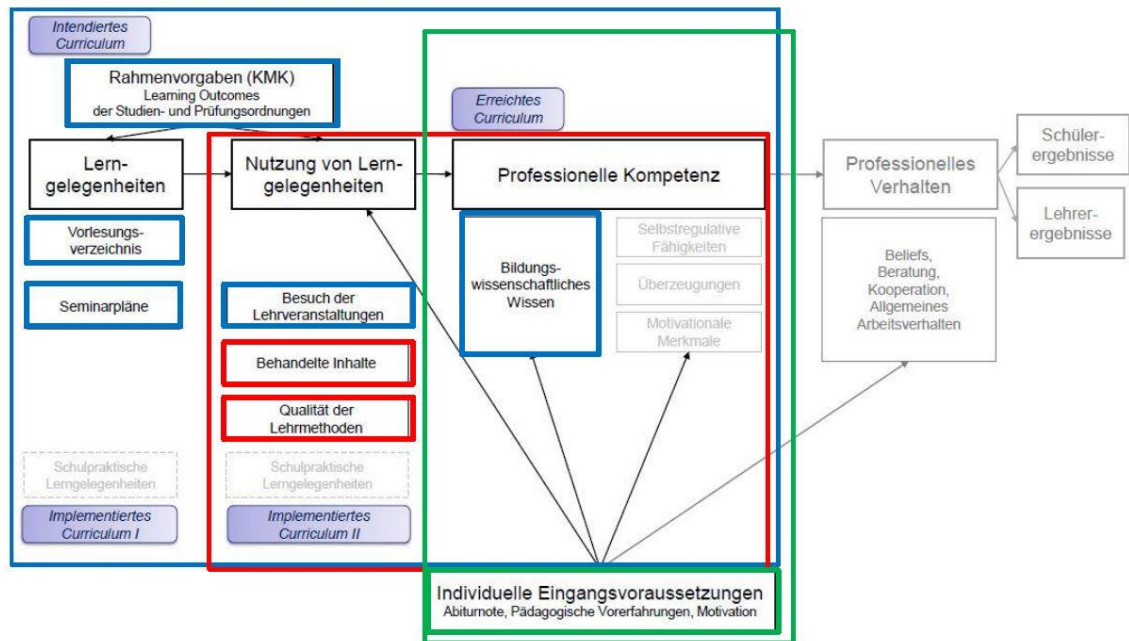 Intendiertes
Curriculum
Rahmenvorgaben (KMK)
Learning Outcomes
der Studien- und Prüfungsordnungen
Erreichtes
Curriculum
Lern-
gelegenheiten
Nutzung von Lern-
gelegenheiten
Professionelle Kompetenz
Professionelles
Verhalten
Schüler-
ergebnisse
Lehrer-
ergebnisse
Vorlesungs-
verzeichnis
Seminarpläne
Besuch der
Lehrveranstaltungen
Behandelte Inhalte
Qualität der
Lehrmethoden
Bildungs-
wissenschaftliches
Wissen
Selbstregulative
Fähigkeiten
Überzeugungen
Motivationale
Merkmale
Beliefs,
Beratung,
Kooperation,
Allgemeines
Arbeitsverhalten
Schulpraktische
Lerngelegenheiten
Schulpraktische
Lerngelegenheiten
Implementiertes
Curriculum I
Implementiertes
Curriculum II
Individuelle Eingangsvoraussetzungen
Abiturnote, Pädagogische Vorerfahrungen, Motivation